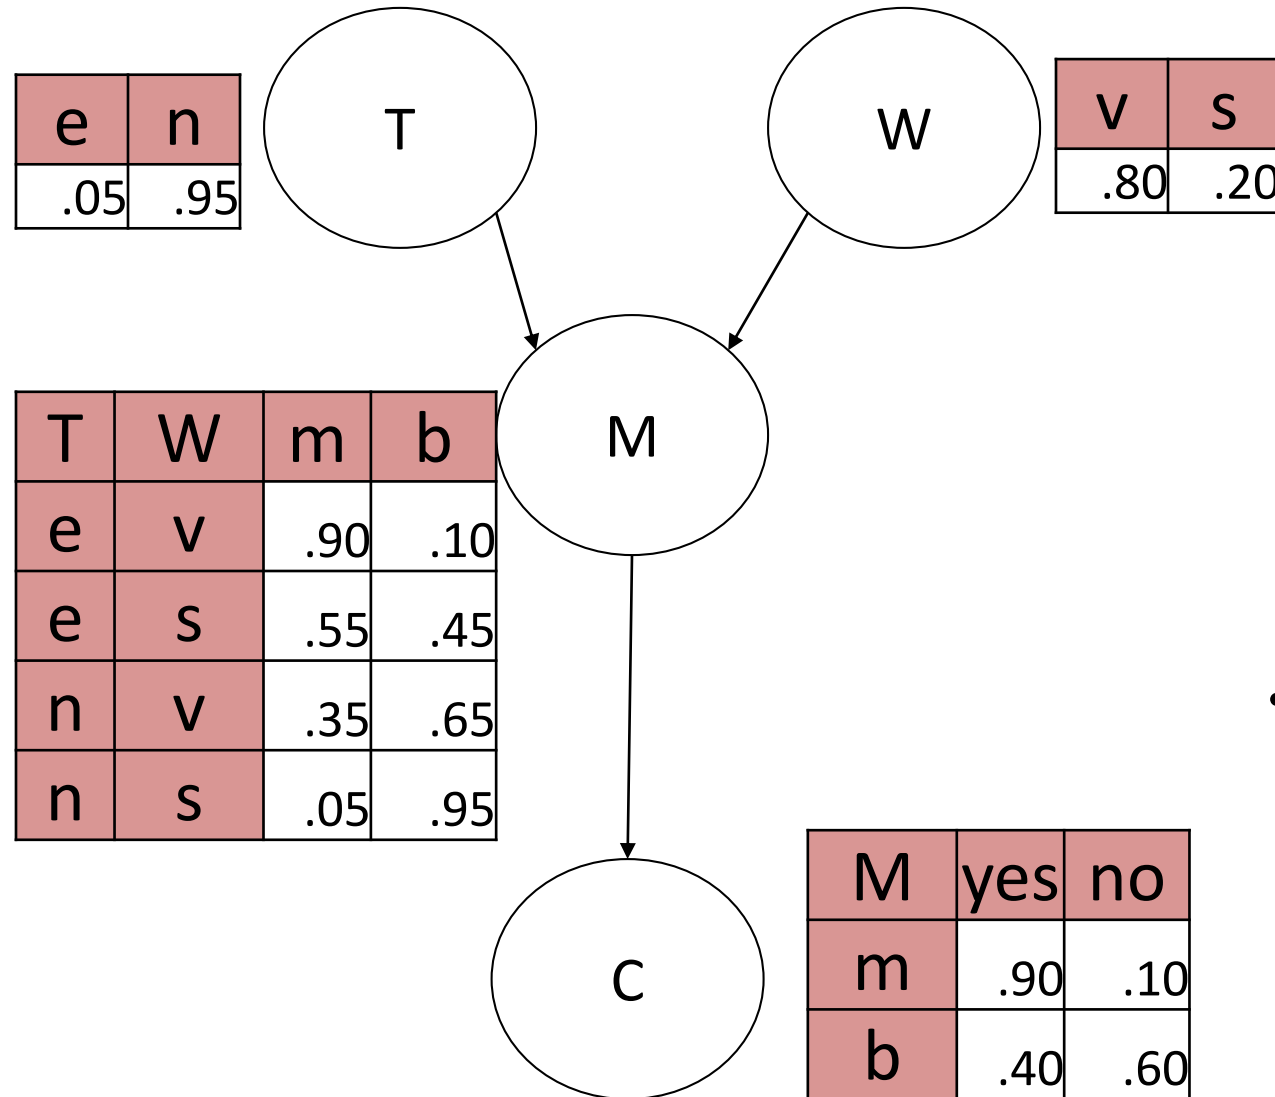 e n
.05 .95
T
W
v s
.80 .20
T W m b
e v .90 .10
e s .55 .45
n v .35 .65
n s .05 .95
M
C
M yes no
m .90 .10
b .40 .60